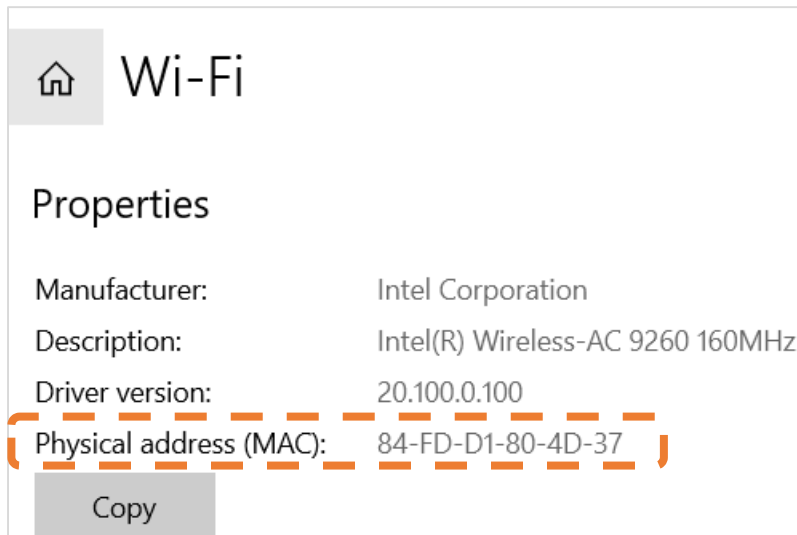 Wi-Fi
Properties
Manufacturer: Intel Corporation
Description: Intel(R) Wireless-AC 9260 160MHz
Driver version: 20.100.0.100
Physical address (MAC): 84-FD-D1-80-4D-37
Copy